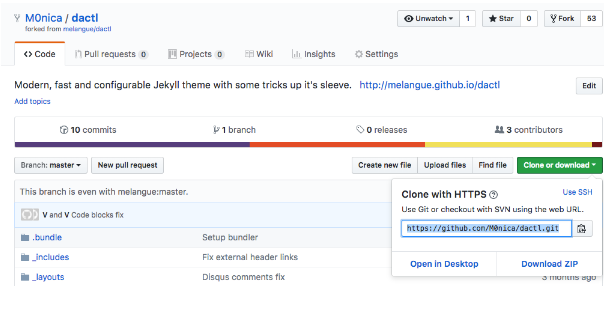 M0nica / dactl
forked from melangue/dactl
Unwatch 1 Star 0 Fork 53
Code Pull requests 0 Projects 0 Wiki Insights Settings
Modern, fast and configurable Jekyll theme with some tricks up it's sleeve. http://melangue.github.io/dactl Edit
Add topics
10 commits 1 branch 0 releases 3 contributors
Branch: master New pull request Create new file Upload files Find file Clone or download
This branch is even with melangue:master.
V and V Code blocks fix
.bundle Setup bundler
_includes Fix external header links
_layouts Disqus comments fix 3 months ago
Clone with HTTPS Use SSH
Use Git or checkout with SVN using the web URL.
https://github.com/M0nica/dactl.git
Open in Desktop Download ZIP